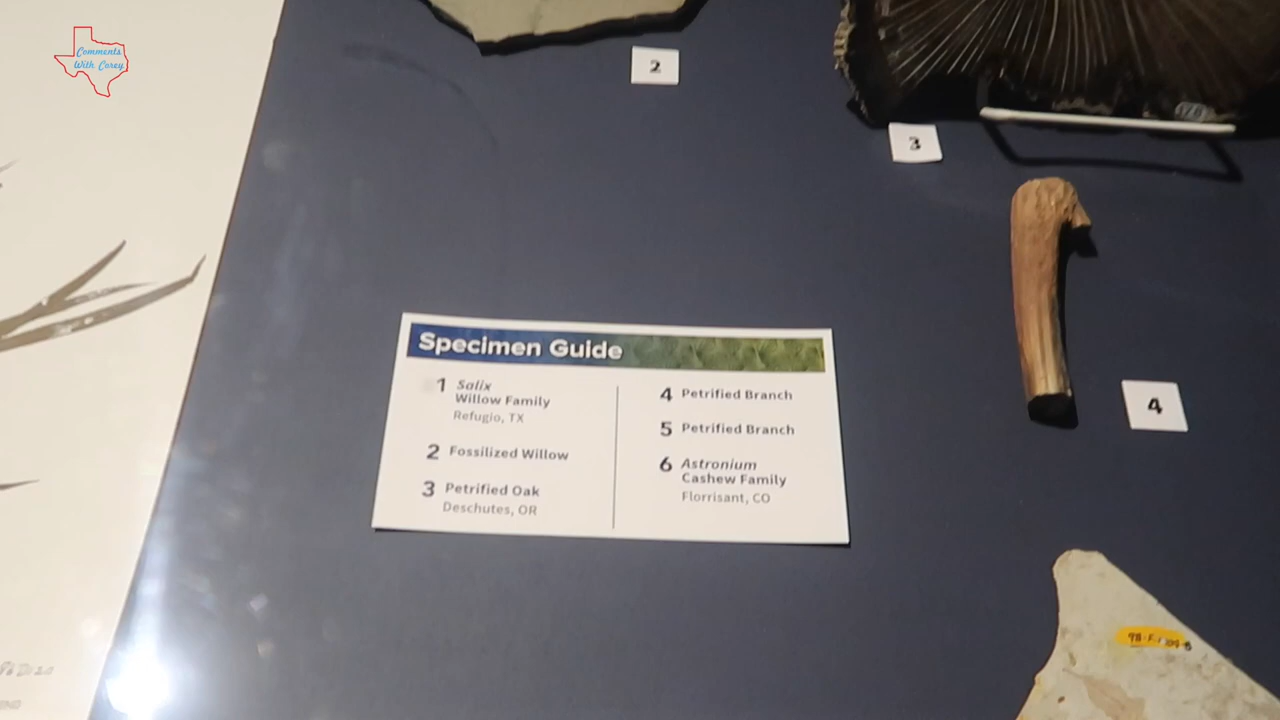 Comments
With Corey
2
3
4
Specimen Guide
1 Salix
Willow Family
Refugio, TX
2 Fossilized Willow
3 Petrified Oak
Deschutes, OR
4 Petrified Branch
5 Petrified Branch
6 Astronium
Cashew Family
Florrisant, CO